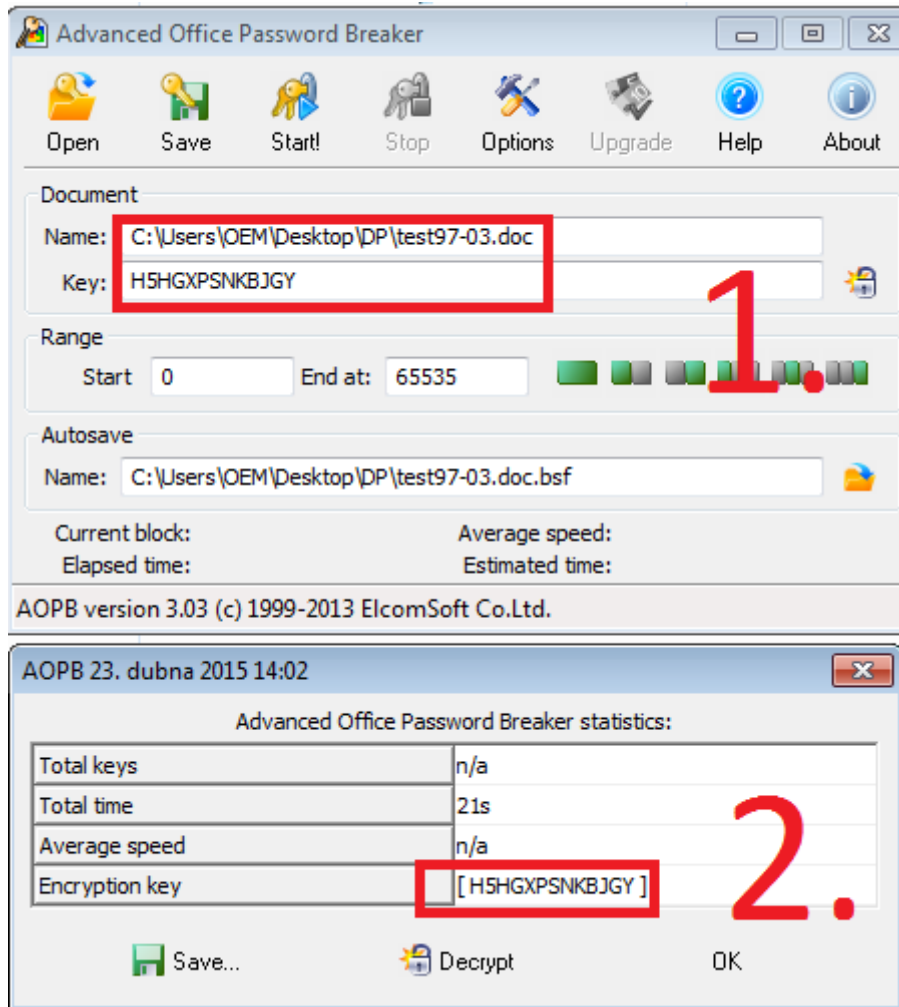 Advanced Office Password Breaker
Open Save Start! Stop Options Upgrade Help About
Document
Name: C:\Users\OEM\Desktop\DP\test97-03.doc
Key: H5HGXPSNKBJGY
1.
Range
Start 0 End at: 65535
Autosave
Name: C:\Users\OEM\Desktop\DP\test97-03.doc.bsf
Current block: Average speed:
Elapsed time: Estimated time:
AOPB version 3.03 (c) 1999-2013 ElcomSoft Co.Ltd.
AOPB 23. dubna 2015 14:02
Advanced Office Password Breaker statistics:
Total keys n/a
Total time 21s
Average speed n/a
Encryption key [ H5HGXPSNKBJGY ]
2.
Save... Decrypt OK